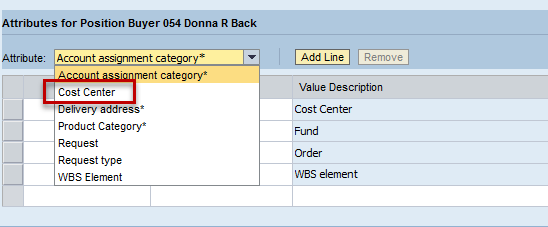 Attributes for Position Buyer 054 Donna R Back
Attribute: Account assignment category* Add Line Remove
Account assignment category* Value Description
Cost Center
Delivery address* Cost Center
Product Category* Fund
Request
Request type Order
WBS Element WBS element